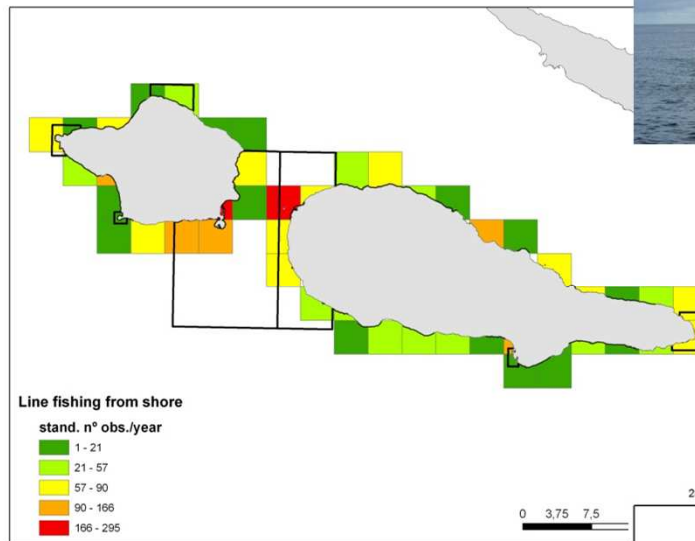 Line fishing from shore
stand. nº obs./year
1 - 21
21 - 57
57 - 90
90 - 166
166 - 295
0 3,75 7,5
2